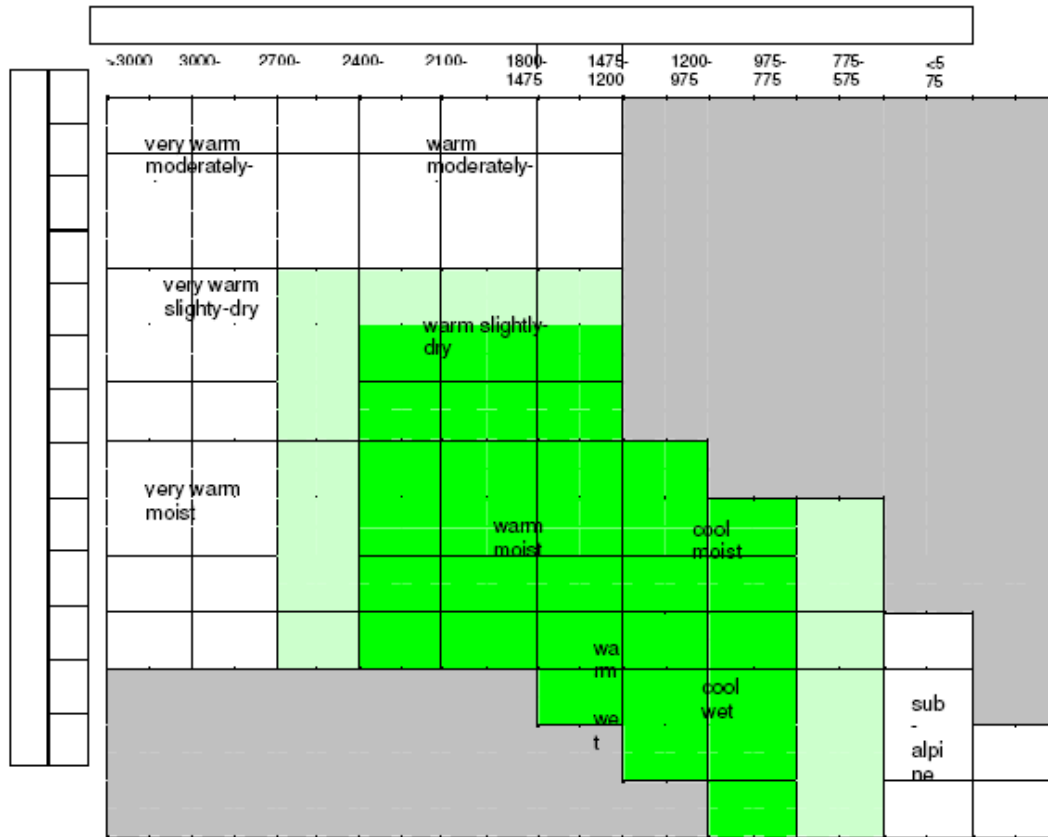 >3000 3000- 2700- 2400- 2100- 1800- 1475- 1200- 975- 775- <5
1475 1200 975 775 575 75
very warm
moderately-
warm
moderately-
very warm
slighty-dry
warm slightly-
dry
very warm
moist
warm
moist
cool
moist
wa
rm
we
t
cool
wet
sub
-
alpi
ne